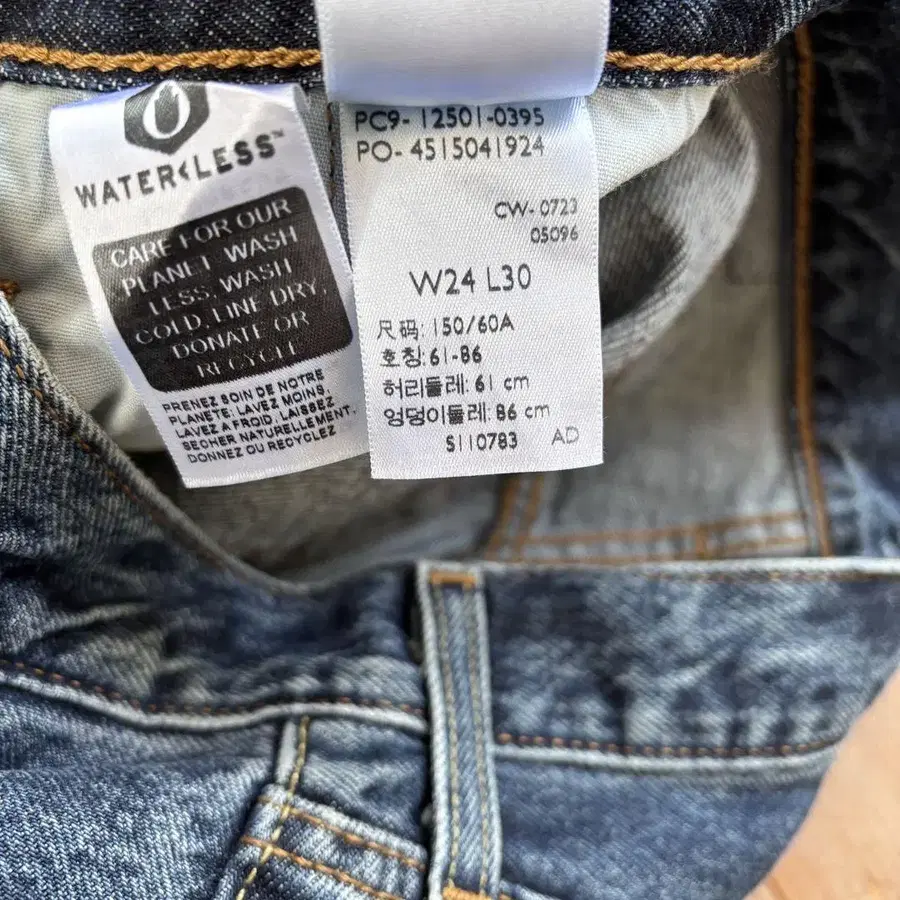 WATER<LESS™
CARE FOR OUR
PLANET. WASH
LESS, WASH
COLD, LINE DRY,
DONATE OR
RECYCLE
PRENEZ SOIN DE NOTRE
PLANETE: LAVEZ MOINS,
LAVEZ A FROID, LAISSEZ
SECHER NATURELLEMENT,
DONNEZ OU RECYCLEZ
PC9- 12501-0395
PO- 4515041924
CW- 0723
05096
W24 L30
尺码: 150/60A
호칭: 61-86
허리둘레: 61 cm
엉덩이둘레: 86 cm
S110783 AD